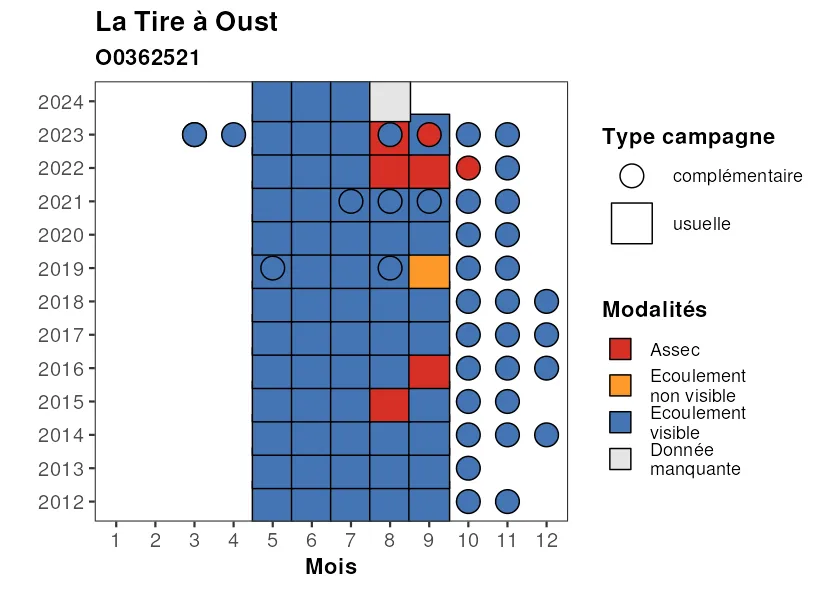 La Tire à Oust
O0362521
2024
2023
2022
2021
2020
2019
2018
2017
2016
2015
2014
2013
2012
1 2 3 4 5 6 7 8 9 10 11 12
Mois
Type campagne
complémentaire
usuelle
Modalités
Assec
Ecoulement
non visible
Ecoulement
visible
Donnée
manquante